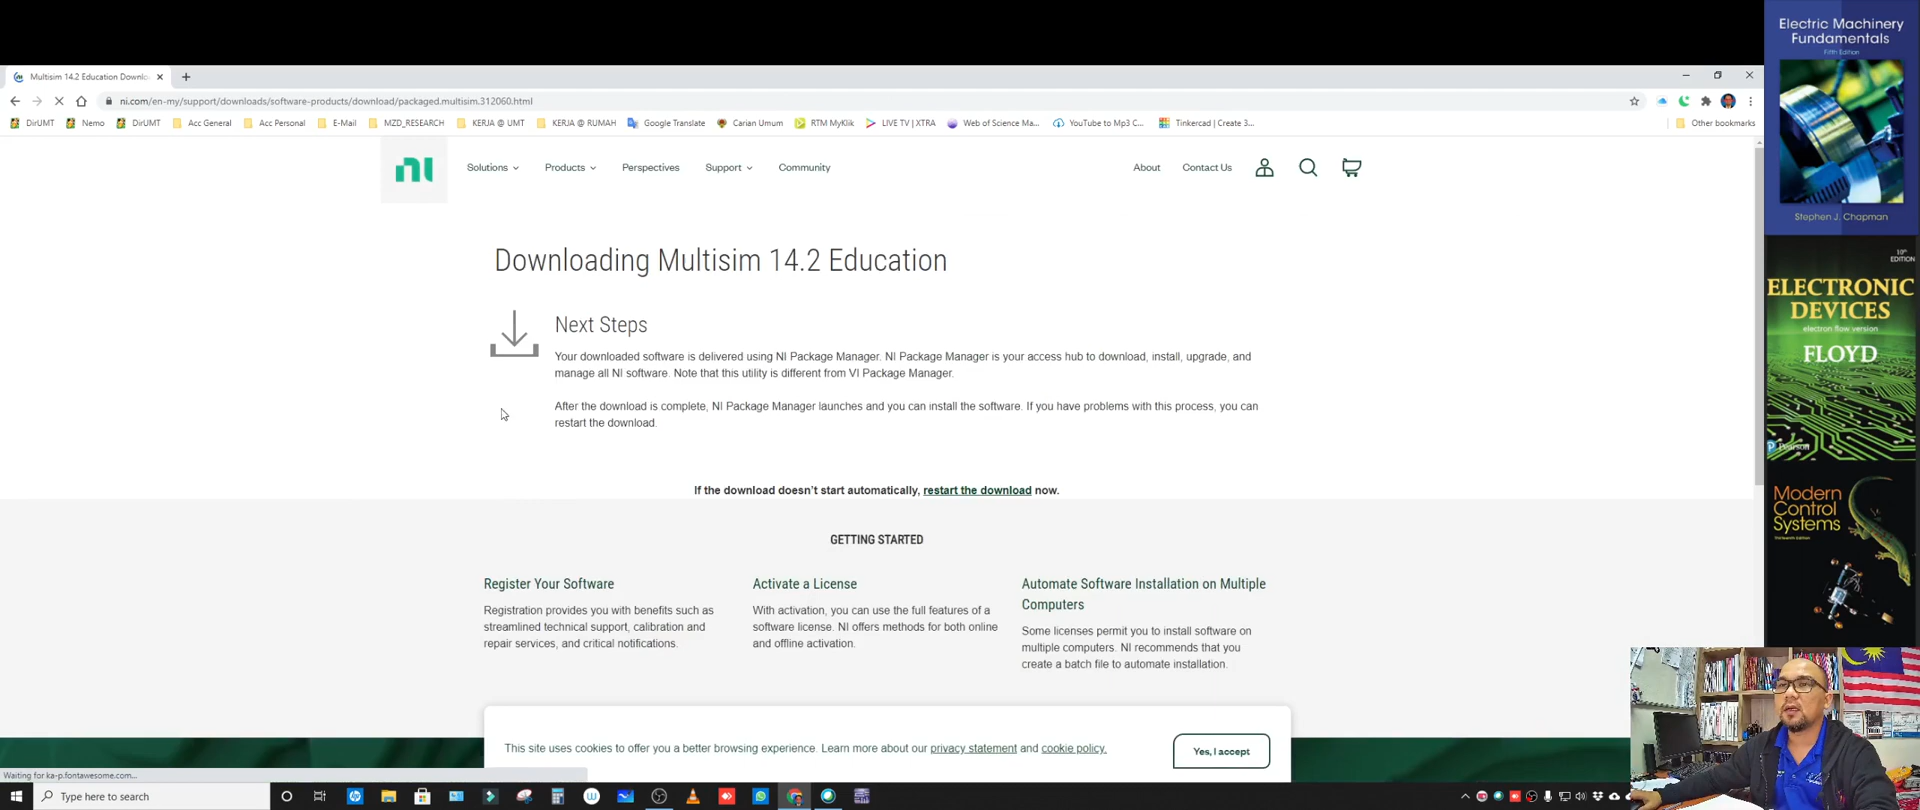 Electric Machinery
Fundamentals
Fifth Edition
Stephen J. Chapman
10th
EDITION
ELECTRONIC
DEVICES
electron flow version
FLOYD
Pearson
Modern
Control
Systems
Multisim 14.2 Education Downlo
ni.com/en-my/support/downloads/software-products/download/packaged.multisim.312060.html
DirUMT
Nemo
DirUMT
Acc General
Acc Personal
E-Mail
MZD_RESEARCH
KERJA @ UMT
KERJA @ RUMAH
Google Translate
Carian Umum
RTM MyKlik
LIVE TV | XTRA
Web of Science Ma...
YouTube to Mp3 C...
Tinkercad | Create 3...
Other bookmarks
ni
Solutions
Products
Perspectives
Support
Community
About
Contact Us
Downloading Multisim 14.2 Education
Next Steps
Your downloaded software is delivered using NI Package Manager. NI Package Manager is your access hub to download, install, upgrade, and
manage all NI software. Note that this utility is different from VI Package Manager.
After the download is complete, NI Package Manager launches and you can install the software. If you have problems with this process, you can
restart the download.
If the download doesn't start automatically, restart the download now.
GETTING STARTED
Register Your Software
Registration provides you with benefits such as
streamlined technical support, calibration and
repair services, and critical notifications.
Activate a License
With activation, you can use the full features of a
software license. NI offers methods for both online
and offline activation.
Automate Software Installation on Multiple
Computers
Some licenses permit you to install software on
multiple computers. NI recommends that you
create a batch file to automate installation.
This site uses cookies to offer you a better browsing experience. Learn more about our privacy statement and cookie policy.
Yes, I accept
Waiting for ka-p.fontawesome.com...
Type here to search